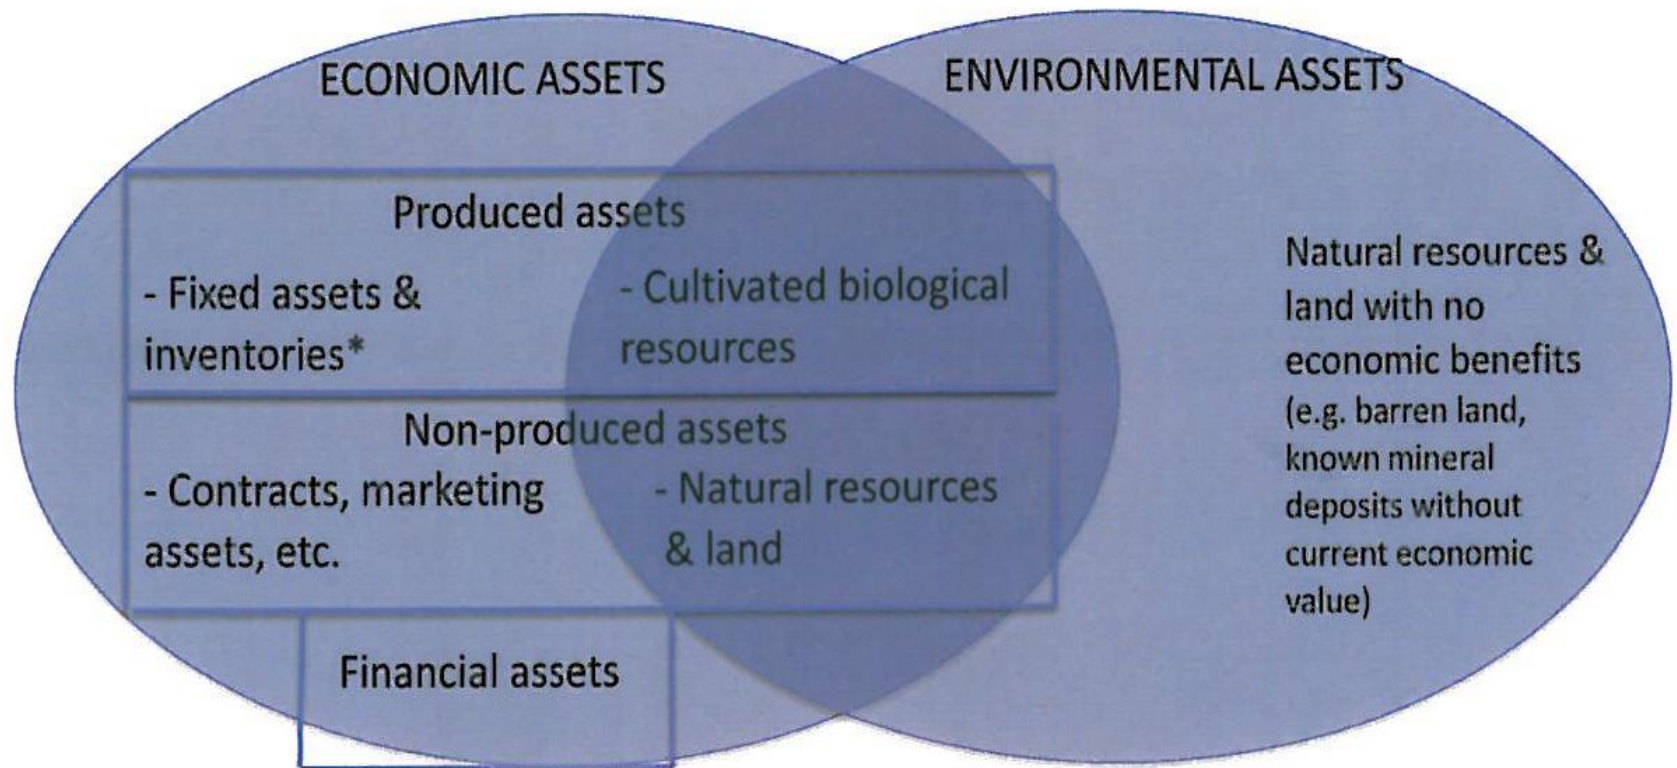 ECONOMIC ASSETS
ENVIRONMENTAL ASSETS
Produced assets
- Fixed assets &
inventories*
- Cultivated biological
resources
Non-produced assets
- Contracts, marketing
assets, etc.
- Natural resources
& land
Financial assets
Natural resources &
land with no
economic benefits
(e.g. barren land,
known mineral
deposits without
current economic
value)